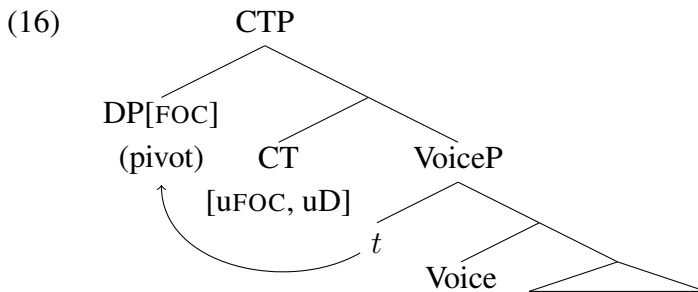 (16) CTP
DP[FOC]
(pivot) CT VoiceP
[uFOC, uD]
t
Voice